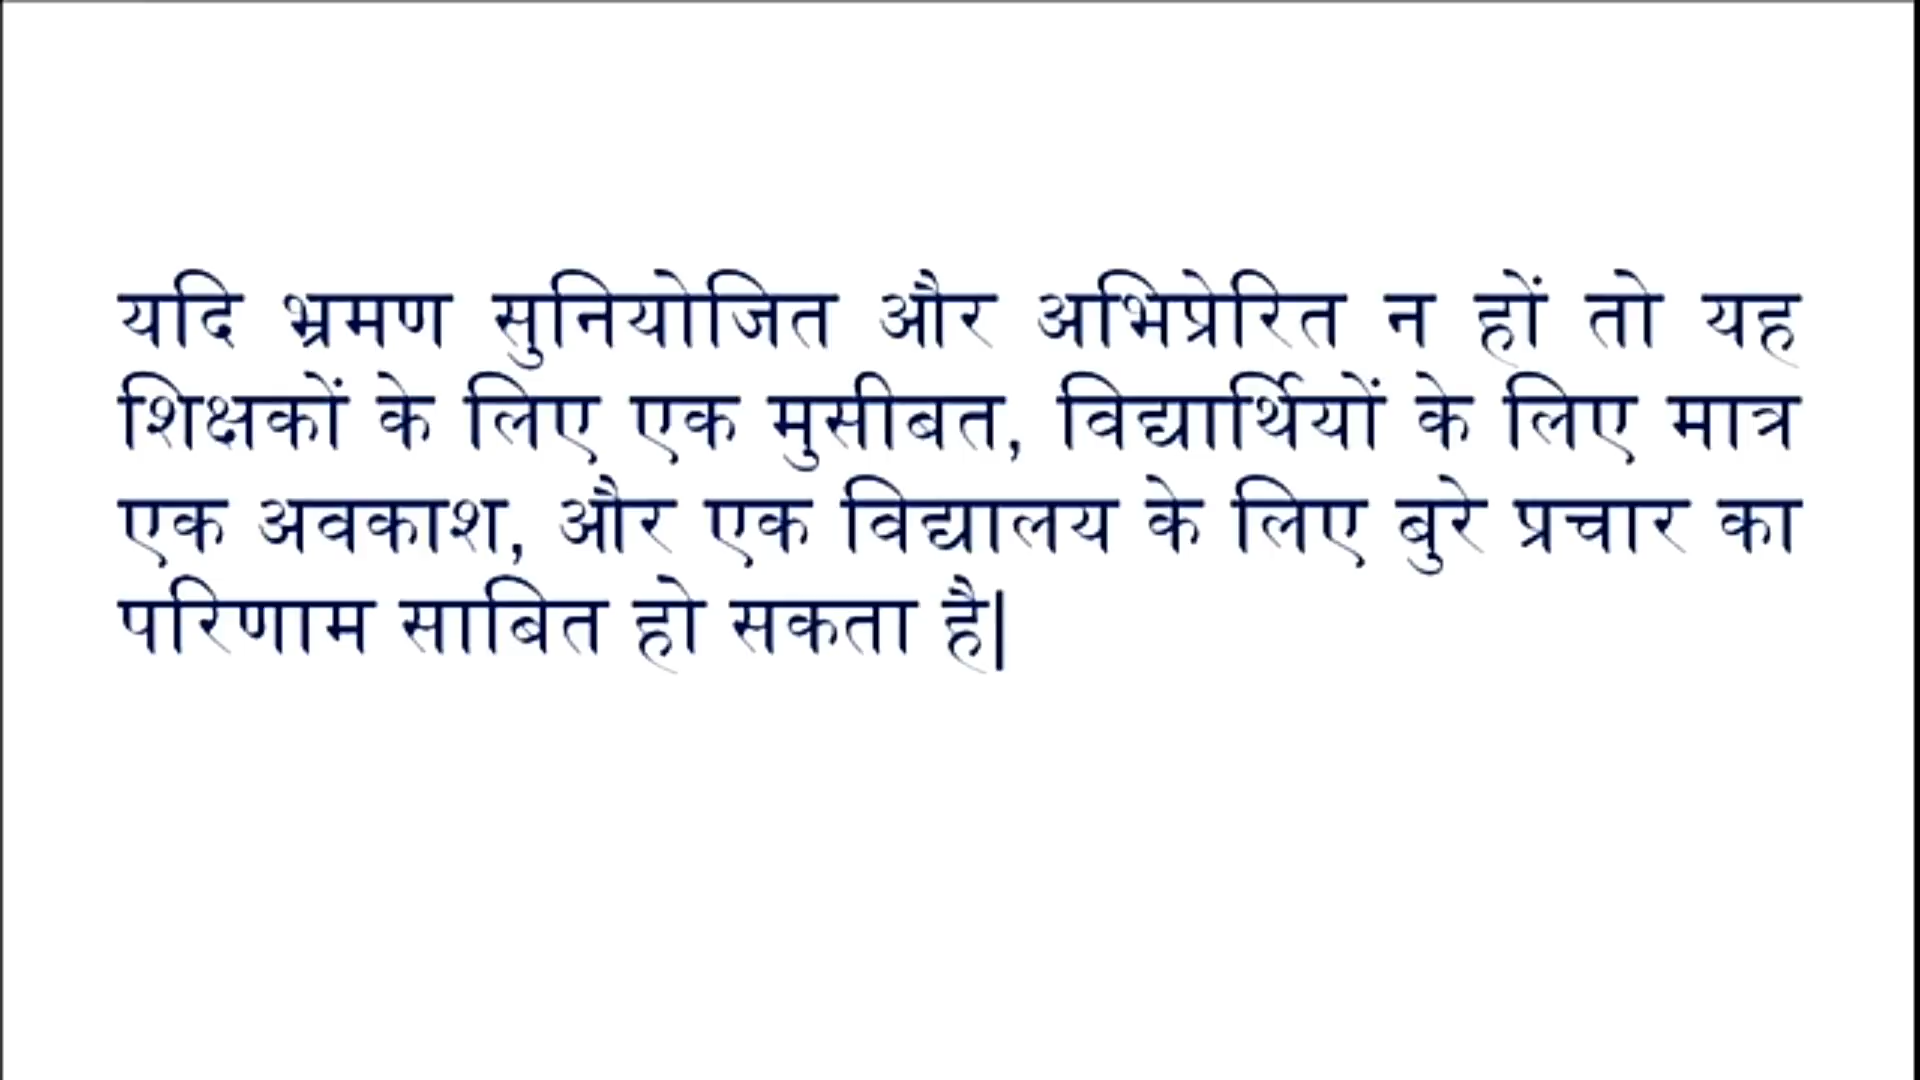 यदि भ्रमण सुनियोजित और अभिप्रेरित न हों तो यह
शिक्षकों के लिए एक मुसीबत, विद्यार्थियों के लिए मात्र
एक अवकाश, और एक विद्यालय के लिए बुरे प्रचार का
परिणाम साबित हो सकता है|